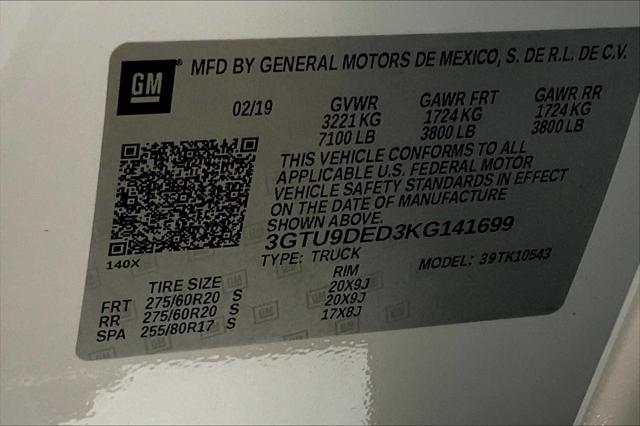 GM
MFD BY GENERAL MOTORS DE MEXICO, S. DE R.L. DE C.V.
02/19
GVWR GAWR FRT GAWR RR
3221 KG 1724 KG 1724 KG
7100 LB 3800 LB 3800 LB
THIS VEHICLE CONFORMS TO ALL
APPLICABLE U.S. FEDERAL MOTOR
VEHICLE SAFETY STANDARDS IN EFFECT
ON THE DATE OF MANUFACTURE
SHOWN ABOVE.
3GTU9DED3KG141699
140X
TYPE: TRUCK MODEL: 39TK10543
TIRE SIZE RIM
FRT 275/60R20 S 20X9J
RR 275/60R20 S 20X9J
SPA 255/80R17 S 17X8J